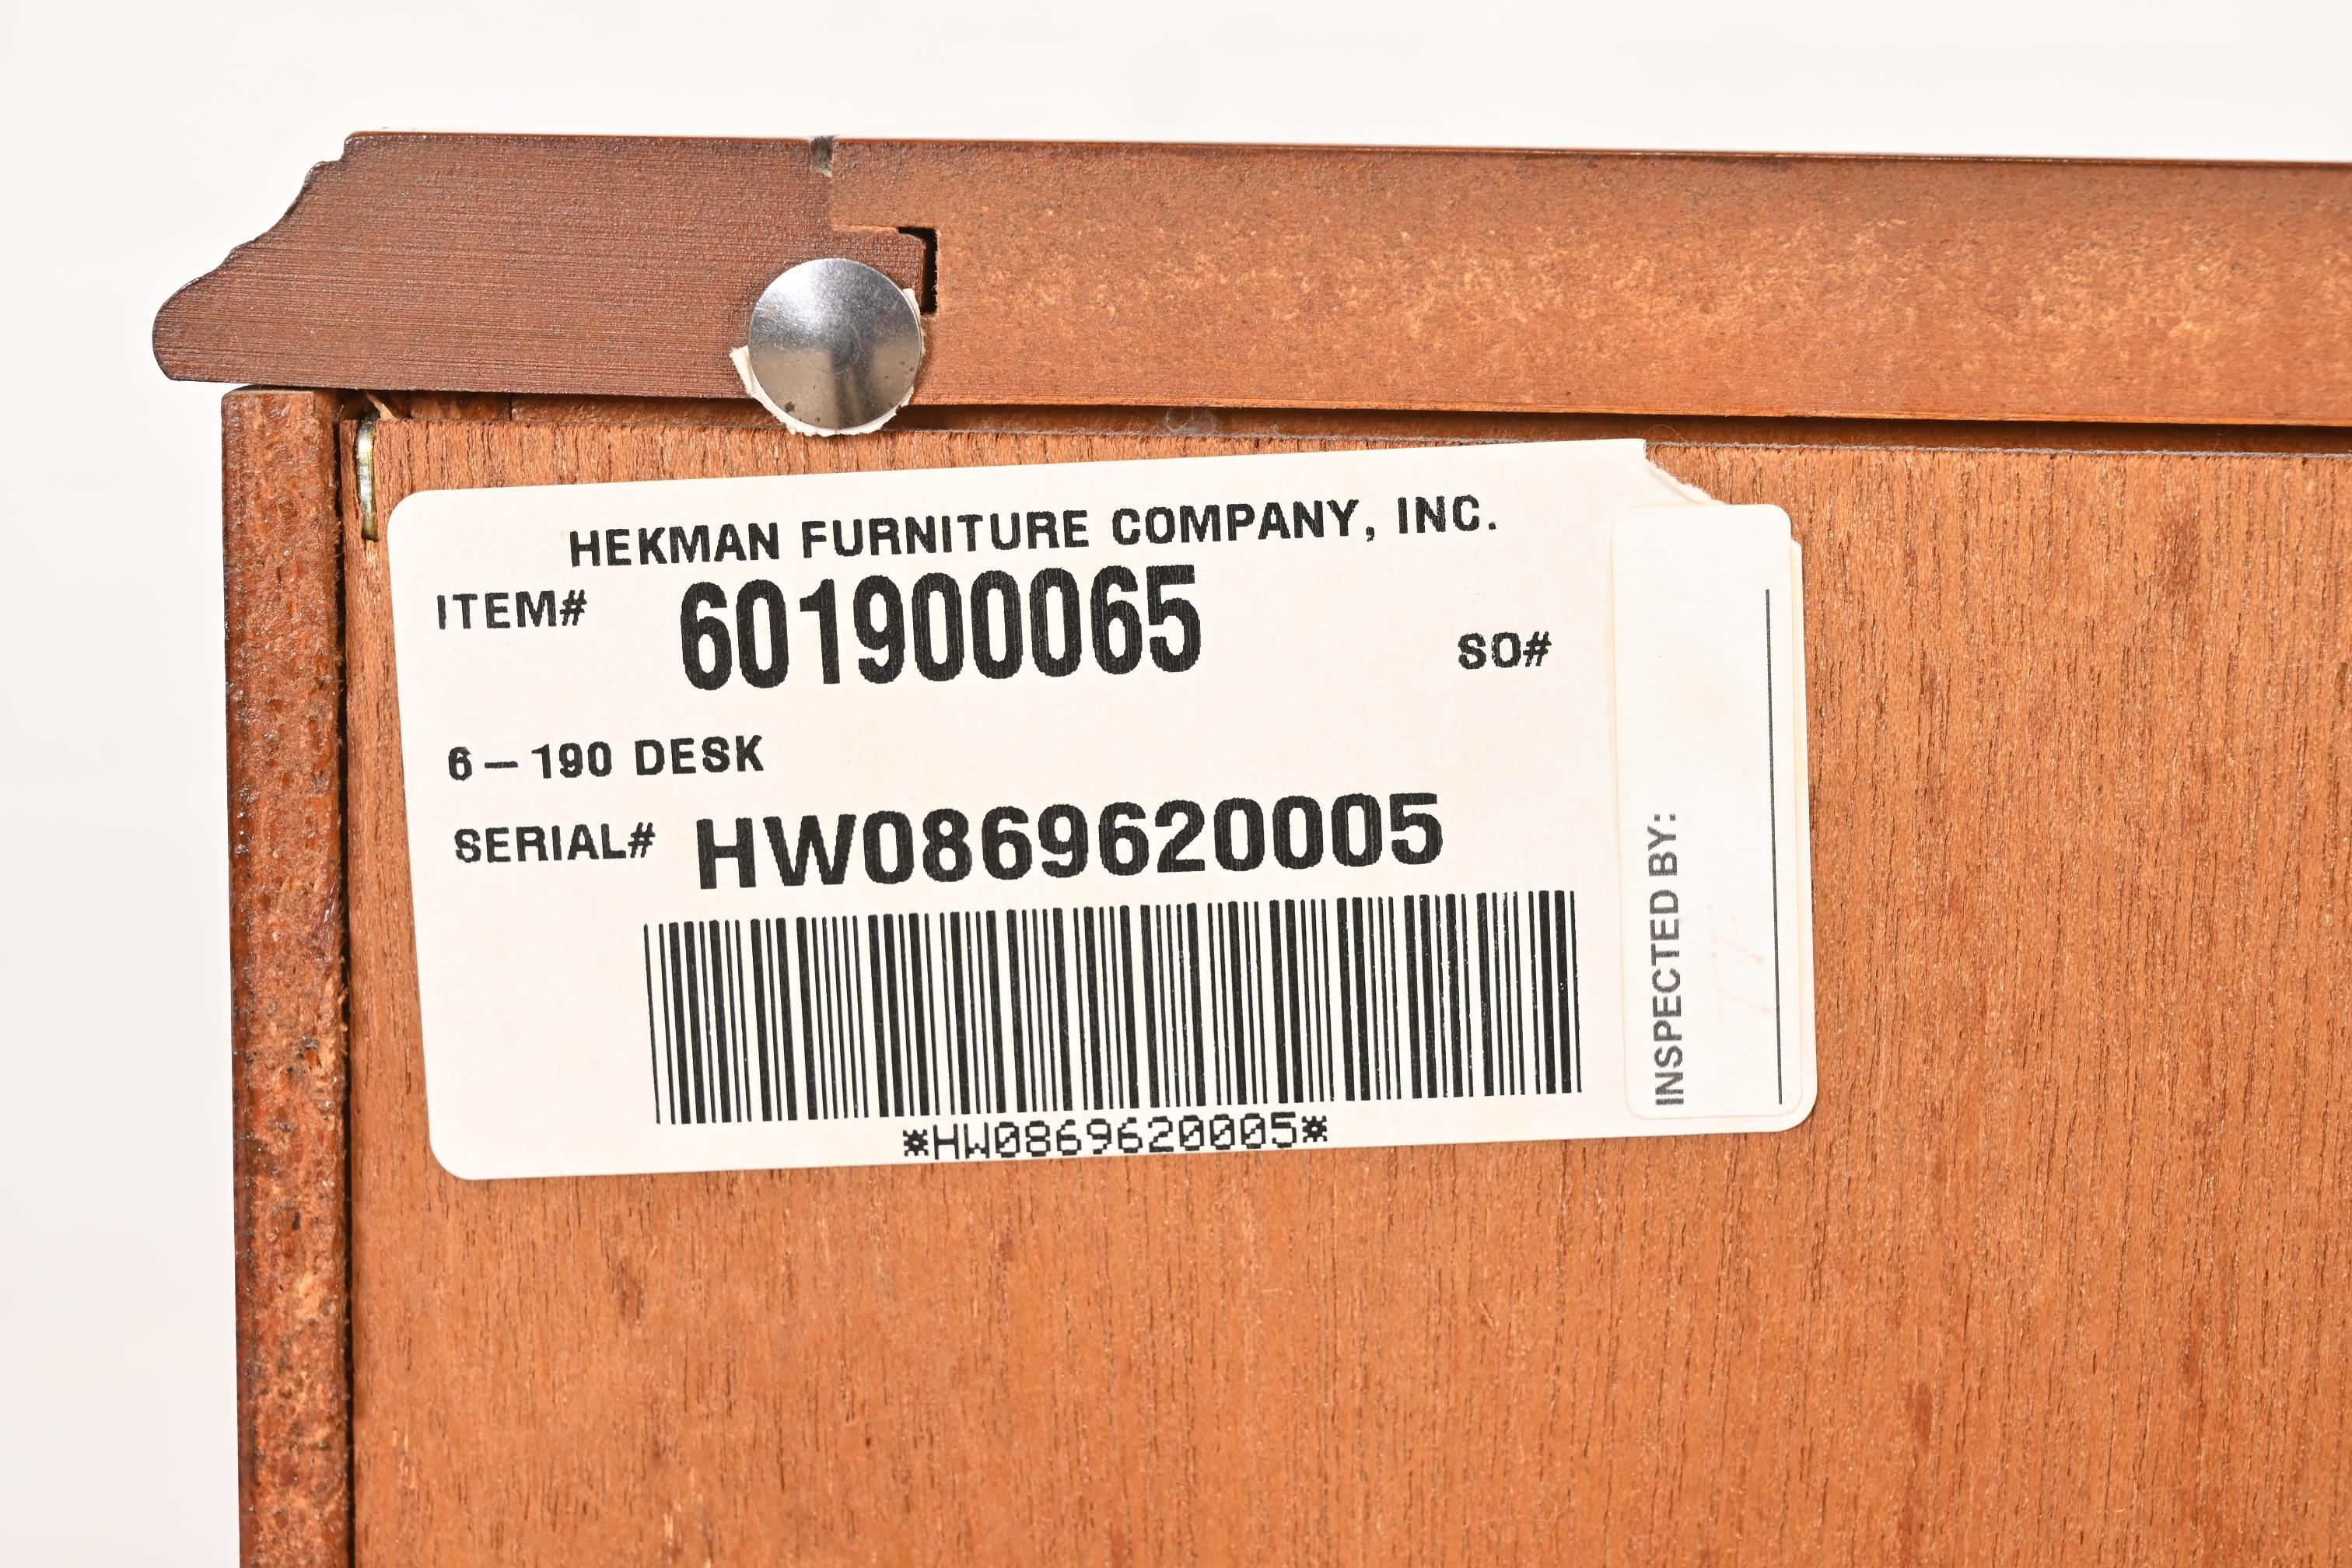 HEKMAN FURNITURE COMPANY, INC.
ITEM# 601900065
SO#
6-190 DESK
SERIAL# HW0869620005
*HW0869620005*
INSPECTED BY: